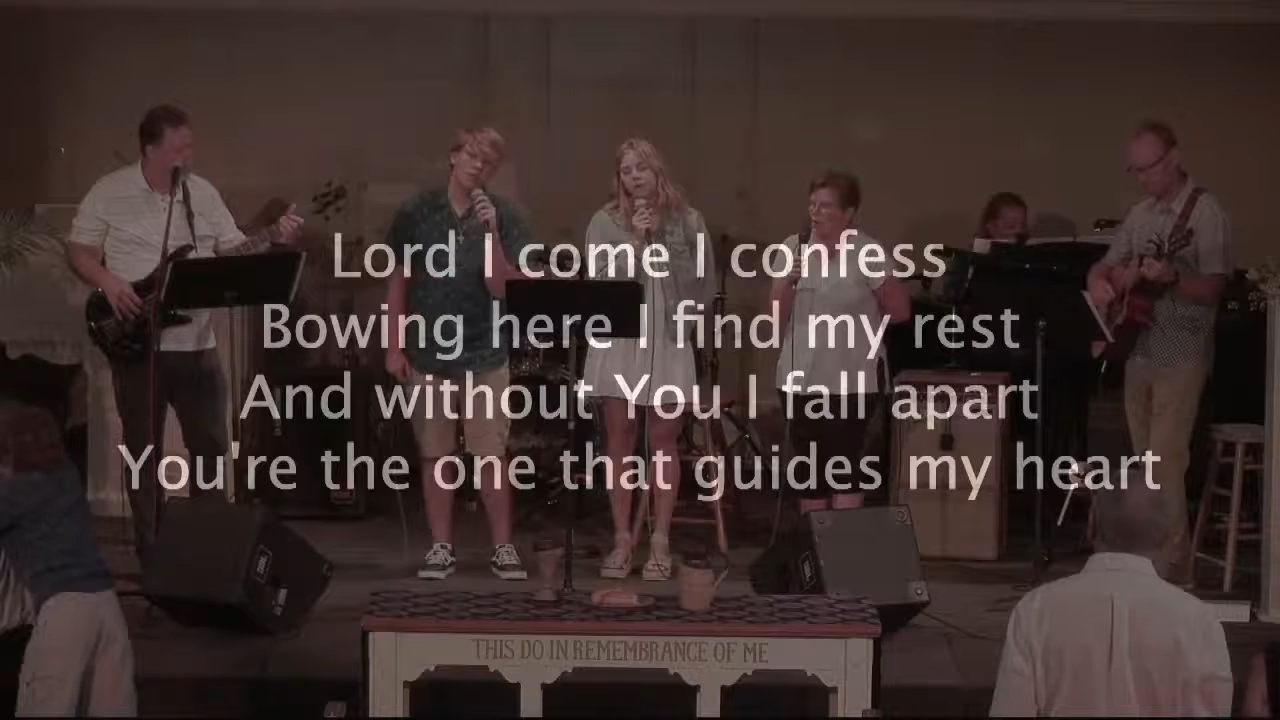 Lord I come I confess
Bowing here I find my rest
And without You I fall apart
You're the one that guides my heart
THIS DO IN REMEMBRANCE OF ME